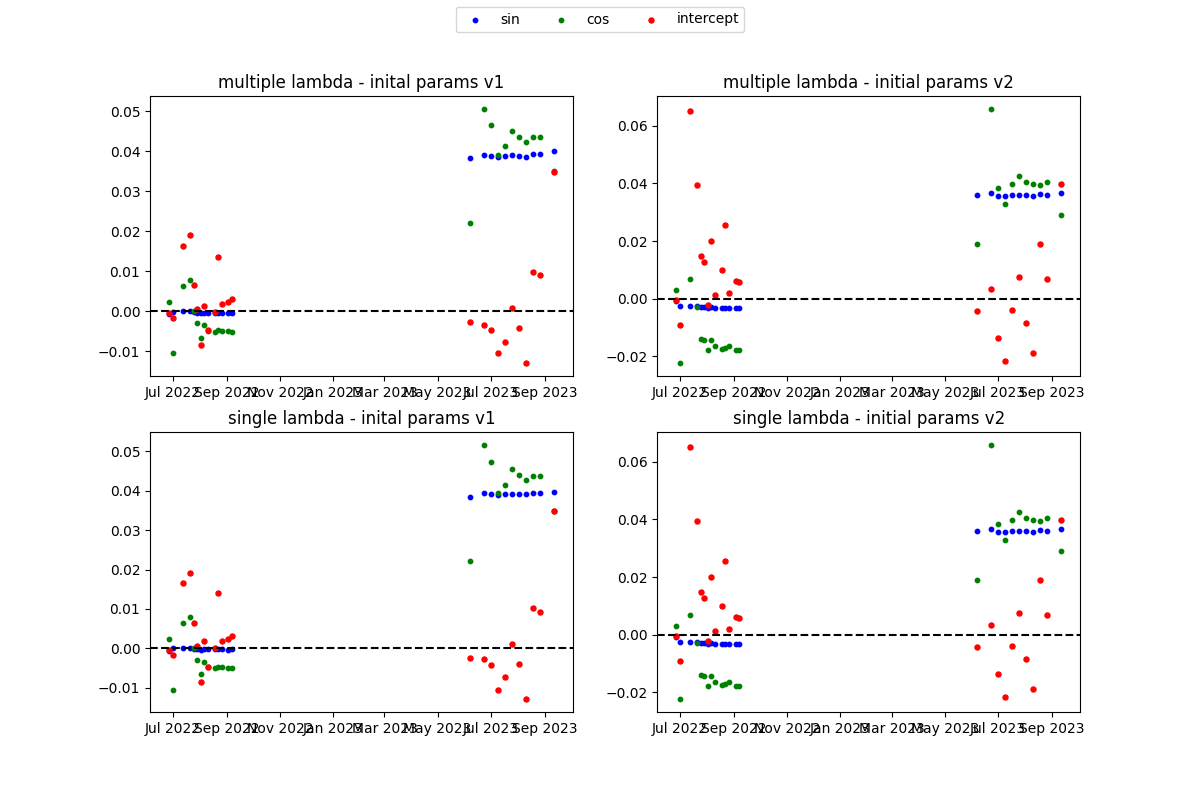 sin cos intercept
multiple lambda - inital params v1
multiple lambda - initial params v2
0.05
0.04
0.03
0.02
0.01
0.00
−0.01
0.06
0.04
0.02
0.00
−0.02
Jul 2022 Sep 2022 Nov 2022 Jan 2023 Mar 2023 May 2023 Jul 2023 Sep 2023
Jul 2022 Sep 2022 Nov 2022 Jan 2023 Mar 2023 May 2023 Jul 2023 Sep 2023
single lambda - inital params v1
single lambda - initial params v2
0.05
0.04
0.03
0.02
0.01
0.00
−0.01
0.06
0.04
0.02
0.00
−0.02
Jul 2022 Sep 2022 Nov 2022 Jan 2023 Mar 2023 May 2023 Jul 2023 Sep 2023
Jul 2022 Sep 2022 Nov 2022 Jan 2023 Mar 2023 May 2023 Jul 2023 Sep 2023